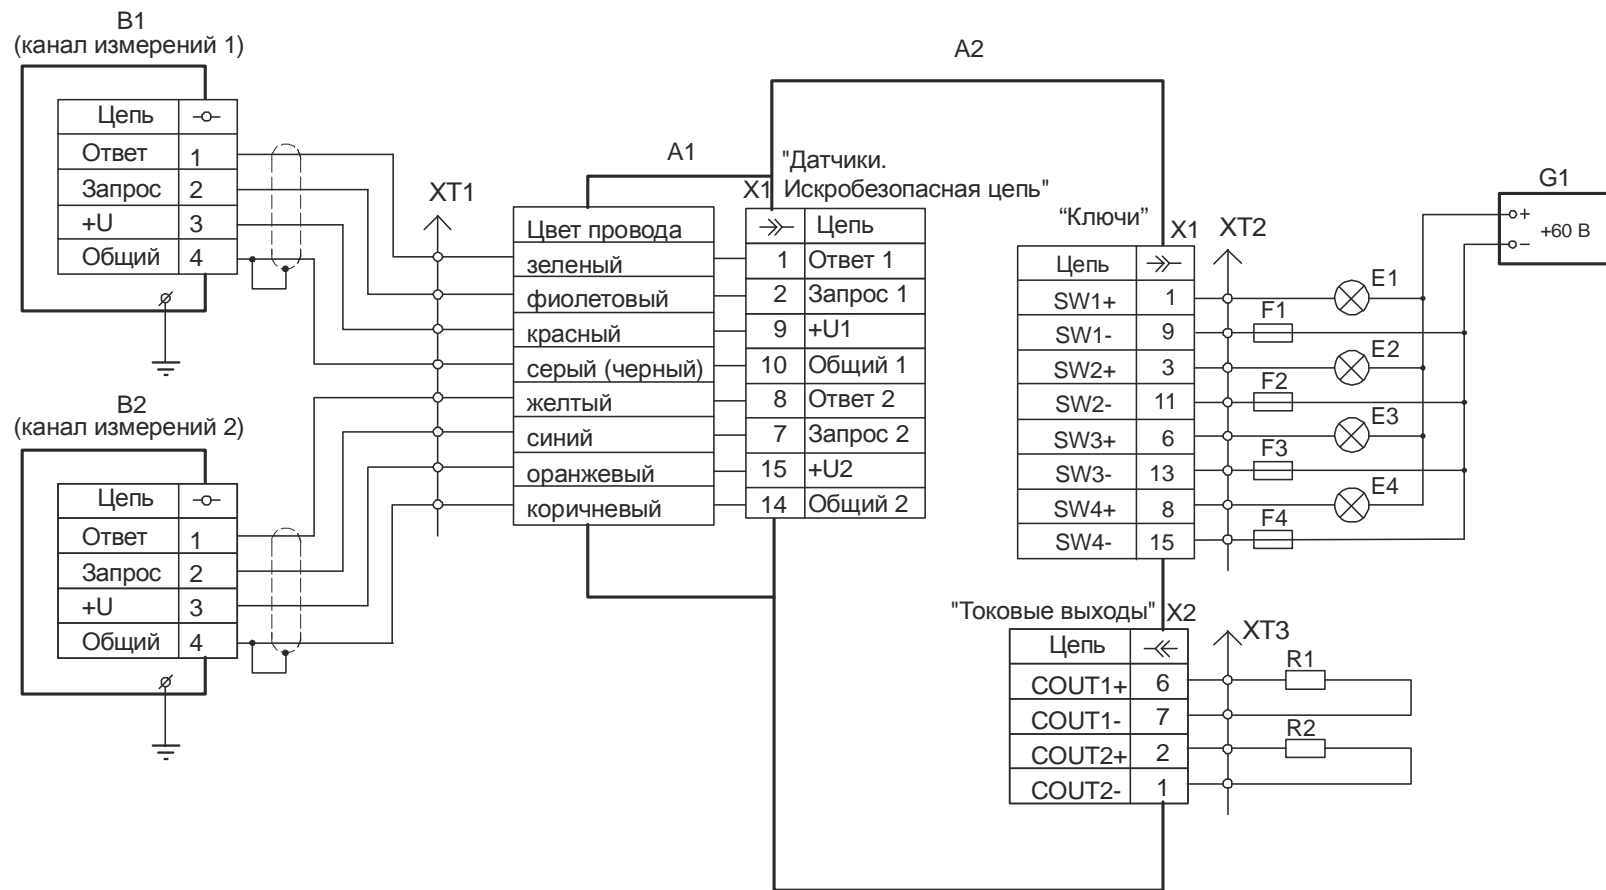 B1
(канал измерений 1)
Цепь
Ответ 1
Запрос 2
+U 3
Общий 4
B2
(канал измерений 2)
Цепь
Ответ 1
Запрос 2
+U 3
Общий 4
XT1
A1
Цвет провода
зеленый
фиолетовый
красный
серый (черный)
желтый
синий
оранжевый
коричневый
A2
"Датчики.
Искробезопасная цепь"
X1
Цепь
1 Ответ 1
2 Запрос 1
9 +U1
10 Общий 1
8 Ответ 2
7 Запрос 2
15 +U2
14 Общий 2
“Ключи”
X1
Цепь
SW1+ 1
SW1- 9
SW2+ 3
SW2- 11
SW3+ 6
SW3- 13
SW4+ 8
SW4- 15
XT2
E1
F1
E2
F2
E3
F3
E4
F4
G1
+
+60 В
–
"Токовые выходы"
X2
Цепь
COUT1+ 6
COUT1- 7
COUT2+ 2
COUT2- 1
XT3
R1
R2